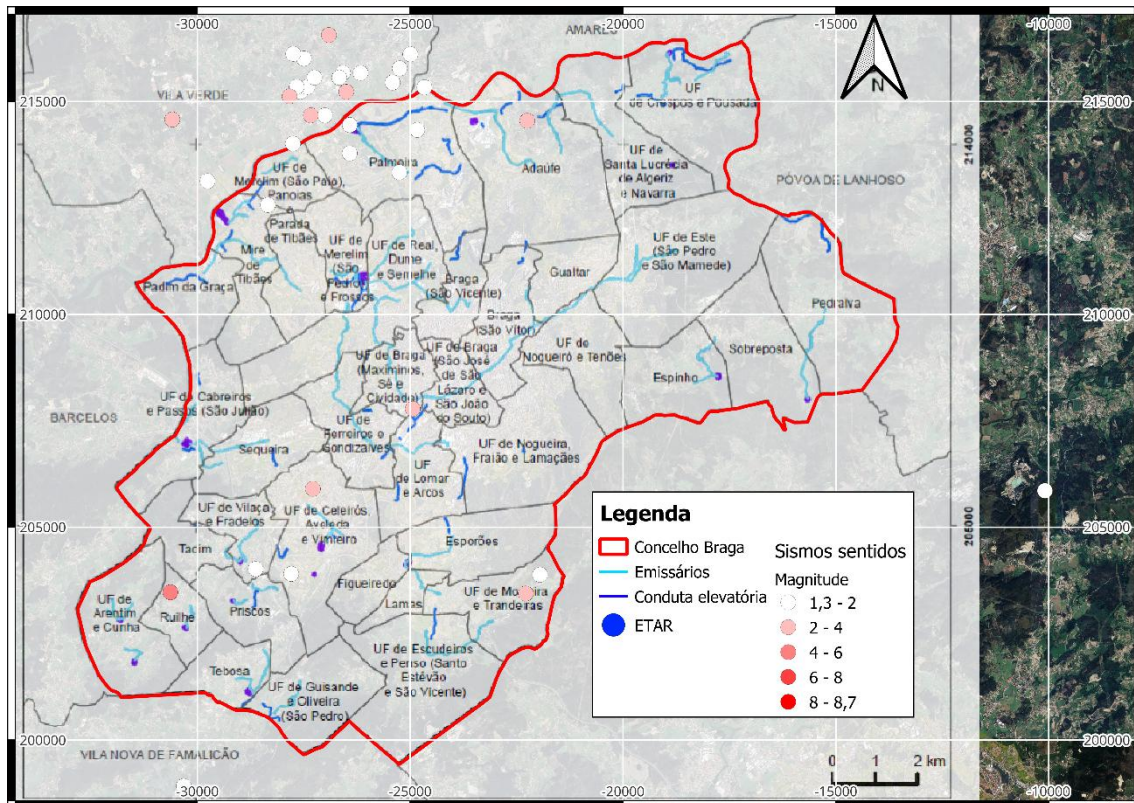 -30000
-25000
-20000
-15000
-10000
AMARES
N
215000
215000
214000
VILA VERDE
UF
de Crespos e Pousada
Palmeira
Adaúfe
UF de
Santa Lucrécia
de Algeriz
e Navarra
PÓVOA DE LANHOSO
UF de
Merelim (São Paio),
Panoias
e
Parada
de Tibães
UF de
Merelim
(São
Pedro)
e Frossos
UF de Real,
Dume
e Semelhe
Mire
de
Tibães
Padim da Graça
Braga
(São Vicente)
Gualtar
UF de Este
(São Pedro
e São Mamede)
Pedralva
210000
210000
Braga
(São Vítor)
UF de Braga
(Maximinos,
Sé e
Cividade)
UF de Braga
(São José
de São
Lázaro e
São João
do Souto)
UF de
Nogueiró e Tenões
Sobreposta
Espinho
BARCELOS
UF de Cabreiros
e Passos (São Julião)
Sequeira
UF de
Ferreiros e
Gondizalves
UF
de Lomar
e Arcos
UF de Nogueira,
Fraião e Lamaçães
205000
205000
205000
UF de Vilaça
e Fradelos
UF de Celeirós,
Aveleda
e Vimieiro
Tadim
Esporões
Figueiredo
Lamas
UF de Morreira
e Trandeiras
UF de
Arentim
e Cunha
Ruilhe
Priscos
Tebosa
UF de Escudeiros
e Penso (Santo
Estêvão
e São Vicente)
UF de Guisande
e Oliveira
(São Pedro)
200000
200000
VILA NOVA DE FAMALICÃO
Legenda
Concelho Braga
Emissários
Conduta elevatória
ETAR
Sismos sentidos
Magnitude
1,3 - 2
2 - 4
4 - 6
6 - 8
8 - 8,7
0 1 2 km
-30000
-25000
-20000
-15000
-10000